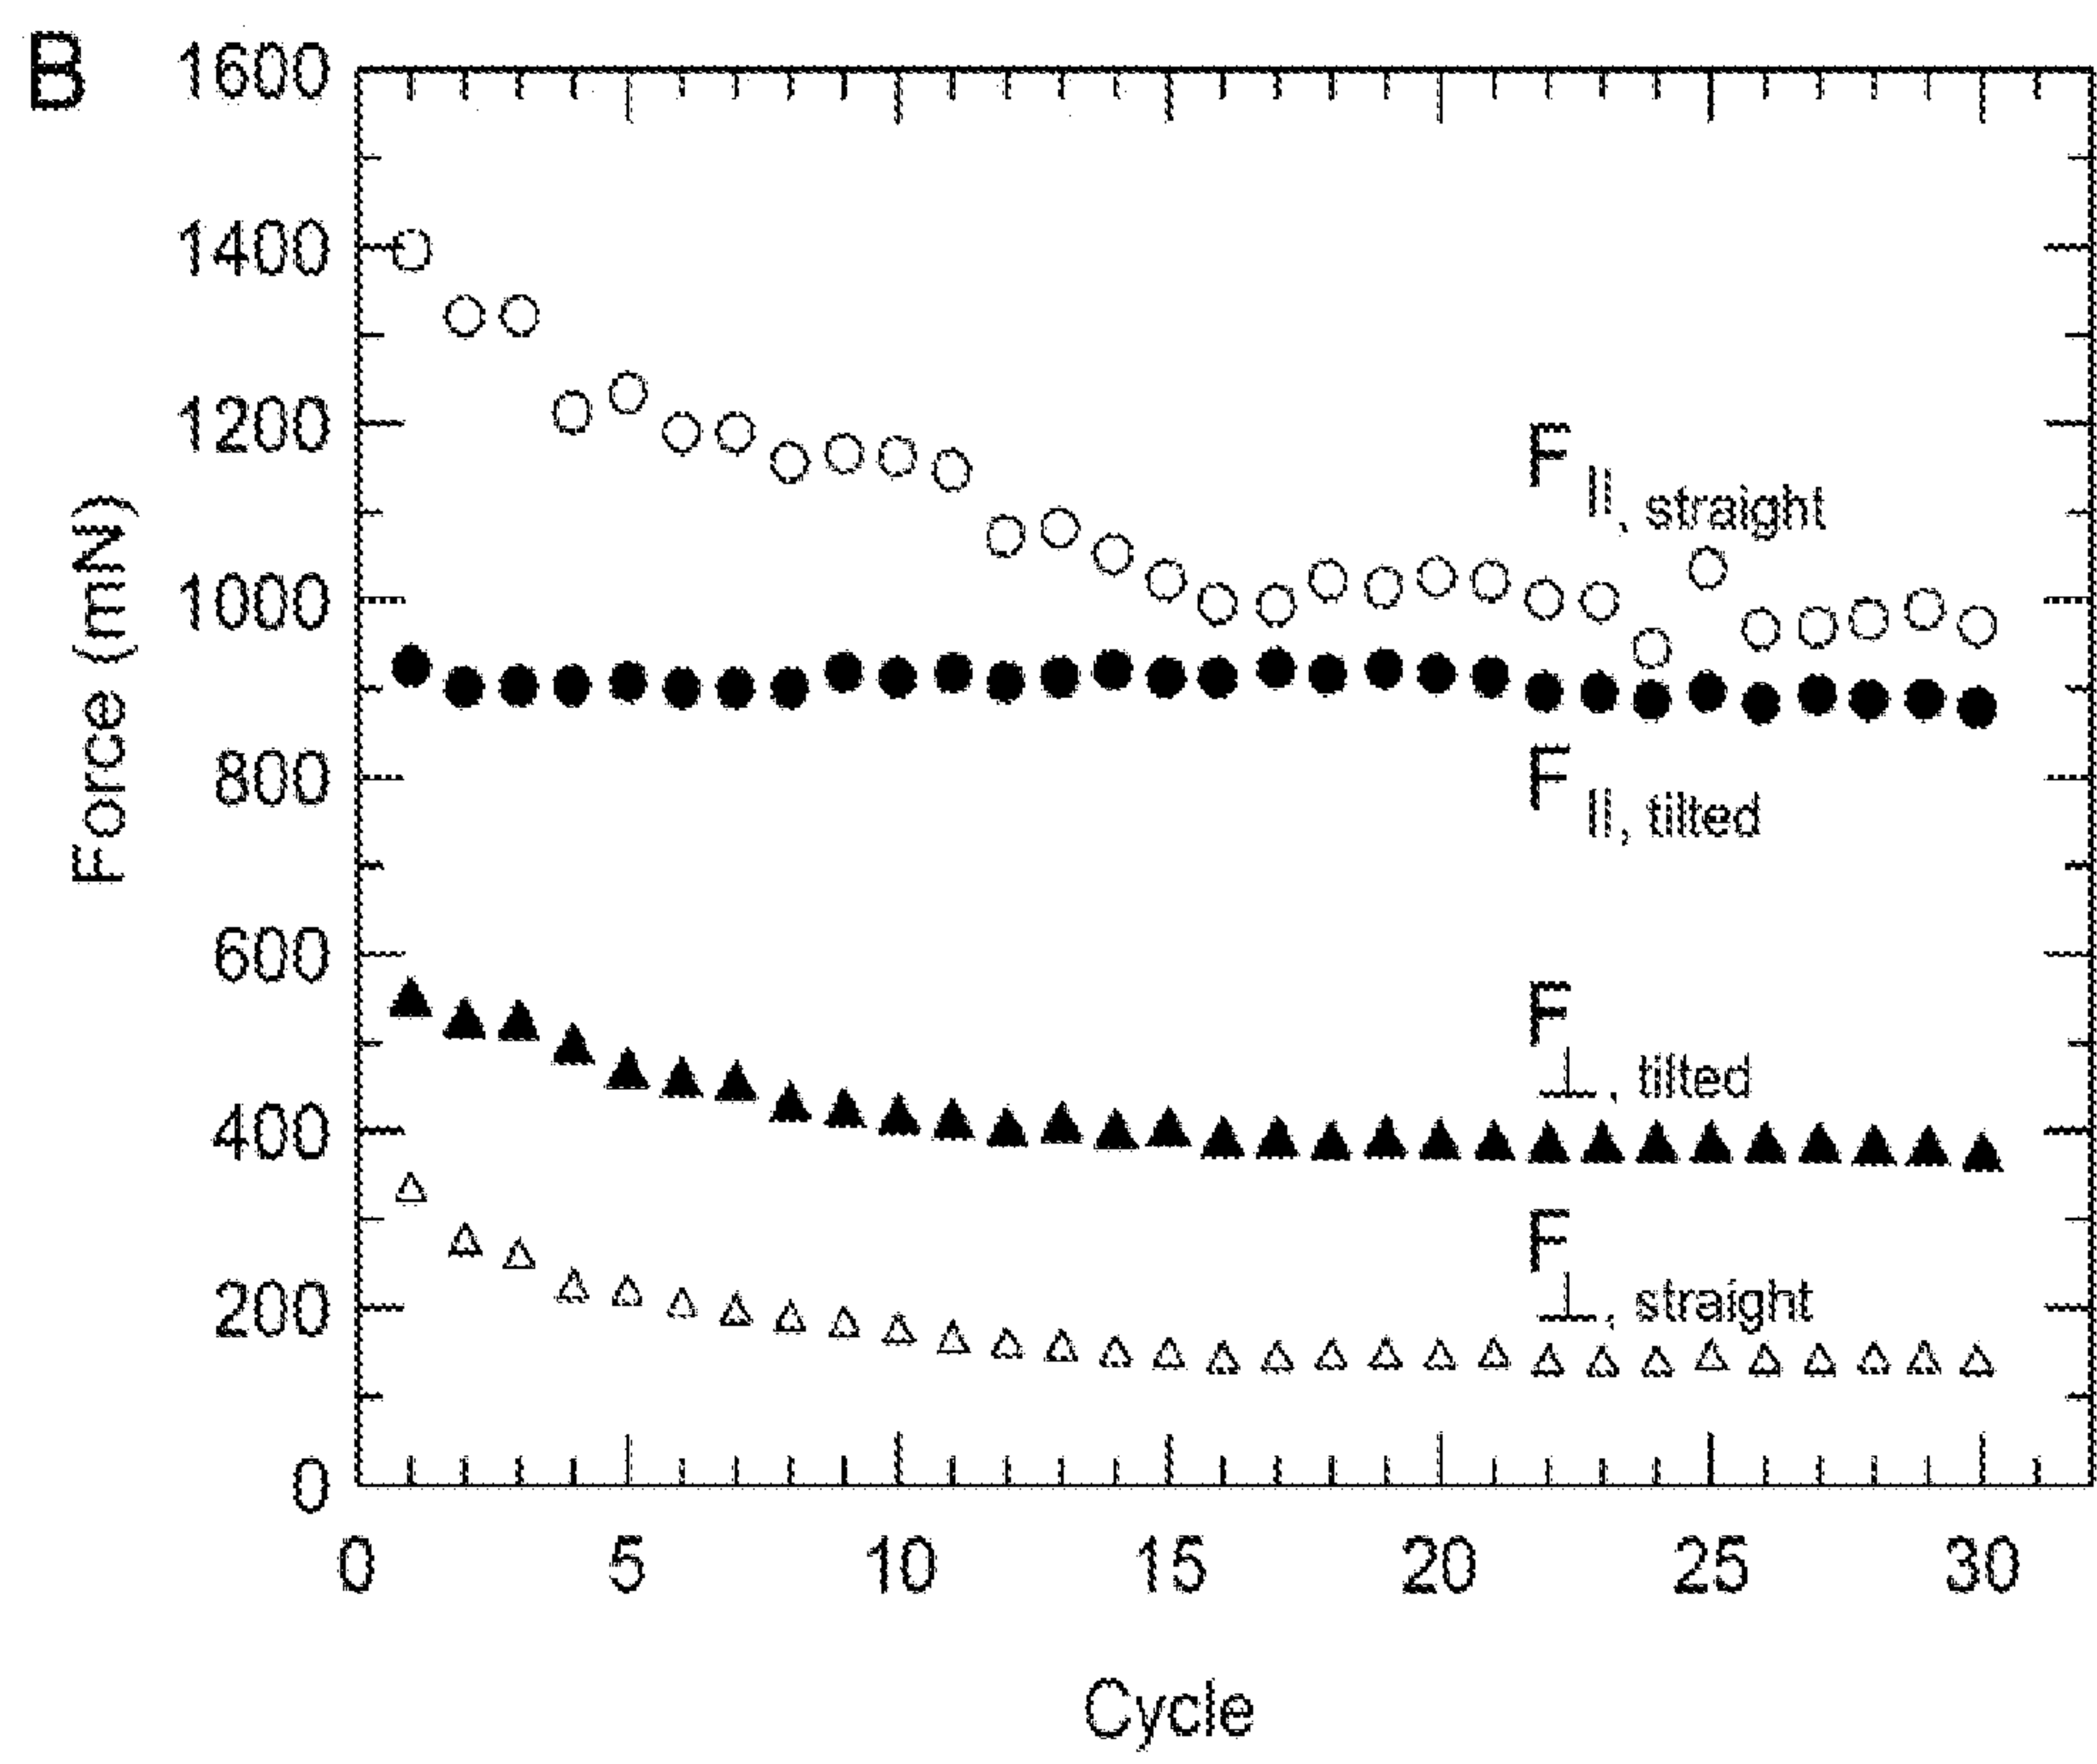 B
1600
1400
1200
1000
800
600
400
200
0
Force (mN)
F ||, straight
F ||, tilted
F ⊥, tilted
F ⊥, straight
0 5 10 15 20 25 30
Cycle